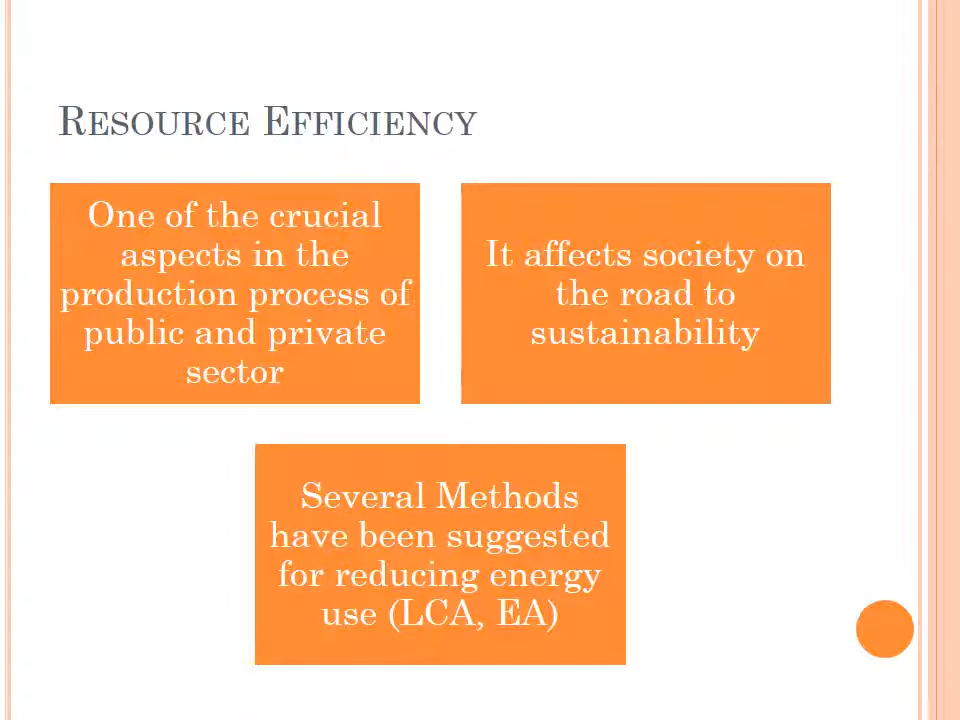 RESOURCE EFFICIENCY
One of the crucial
aspects in the
production process of
public and private
sector
It affects society on
the road to
sustainability
Several Methods
have been suggested
for reducing energy
use (LCA, EA)